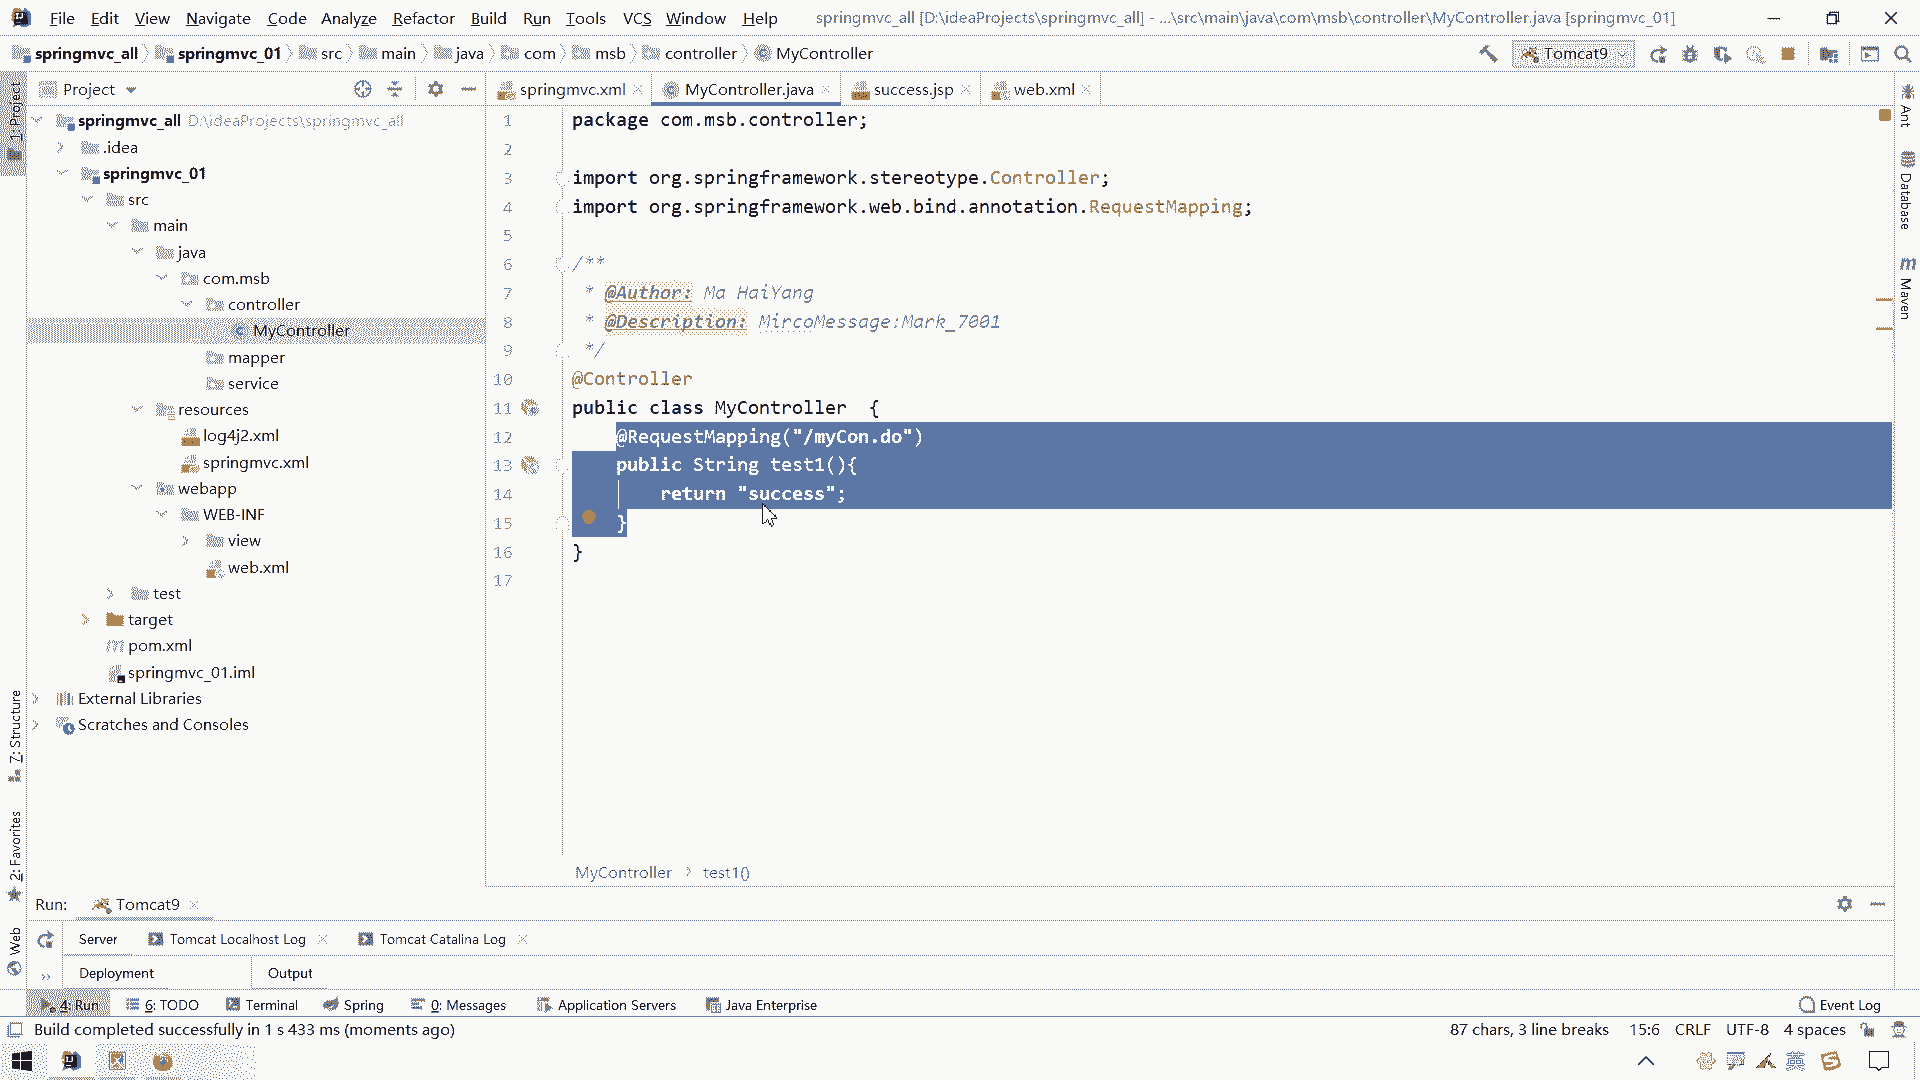 File Edit View Navigate Code Analyze Refactor Build Run Tools VCS Window Help springmvc_all [D:\ideaProjects\springmvc_all] - ...\src\main\java\com\msb\controller\MyController.java [springmvc_01]
springmvc_all springmvc_01 src main java com msb controller MyController Tomcat9
Project springmvc.xml MyController.java success.jsp web.xml
1: Project
springmvc_all D:\ideaProjects\springmvc_all
.idea
springmvc_01
src
main
java
com.msb
controller
MyController
mapper
service
resources
log4j2.xml
springmvc.xml
webapp
WEB-INF
view
web.xml
test
target
pom.xml
springmvc_01.iml
External Libraries
Scratches and Consoles
7: Structure
2: Favorites
Web
1 package com.msb.controller;
2
3 import org.springframework.stereotype.Controller;
4 import org.springframework.web.bind.annotation.RequestMapping;
5
6 /**
7 * @Author: Ma HaiYang
8 * @Description: MircoMessage:Mark_7001
9 */
10 @Controller
11 public class MyController {
12 @RequestMapping("/myCon.do")
13 public String test1(){
14 return "success";
15 }
16 }
17
MyController > test1()
Ant
Database
m Maven
Run: Tomcat9
Server Tomcat Localhost Log Tomcat Catalina Log
» Deployment Output
4: Run 6: TODO Terminal Spring 0: Messages Application Servers Java Enterprise Event Log
Build completed successfully in 1 s 433 ms (moments ago) 87 chars, 3 line breaks 15:6 CRLF UTF-8 4 spaces
英